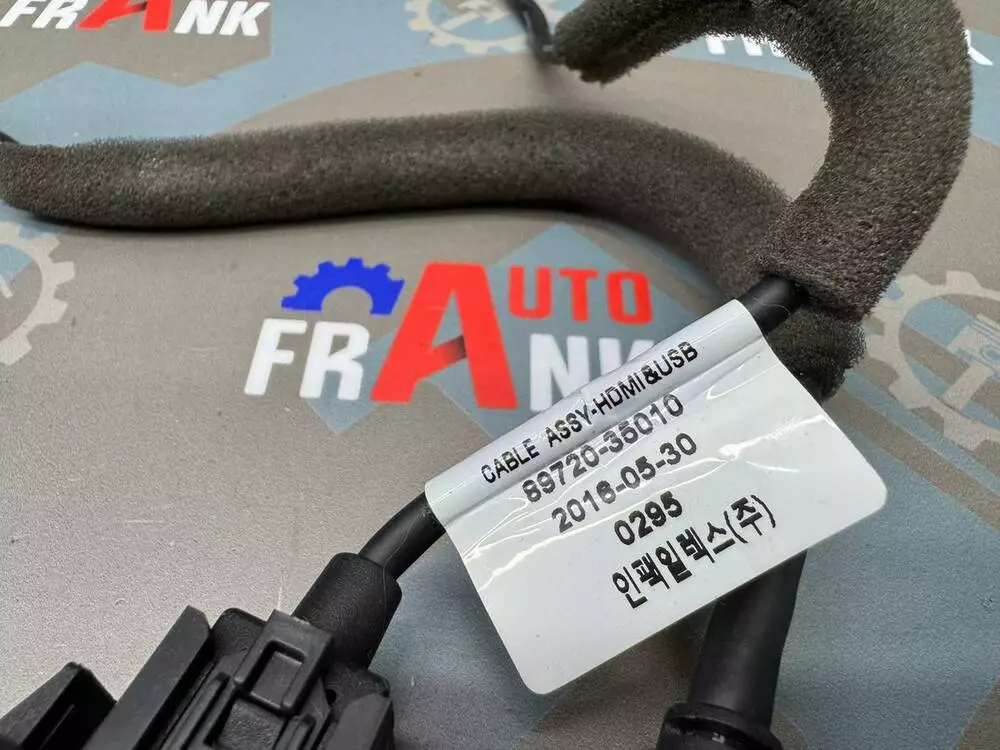 FRANK
AUTO
FRANK
NK
CABLE ASSY-HDMI&USB
89720-35010
2016-05-30
0295
인팩일렉스(주)